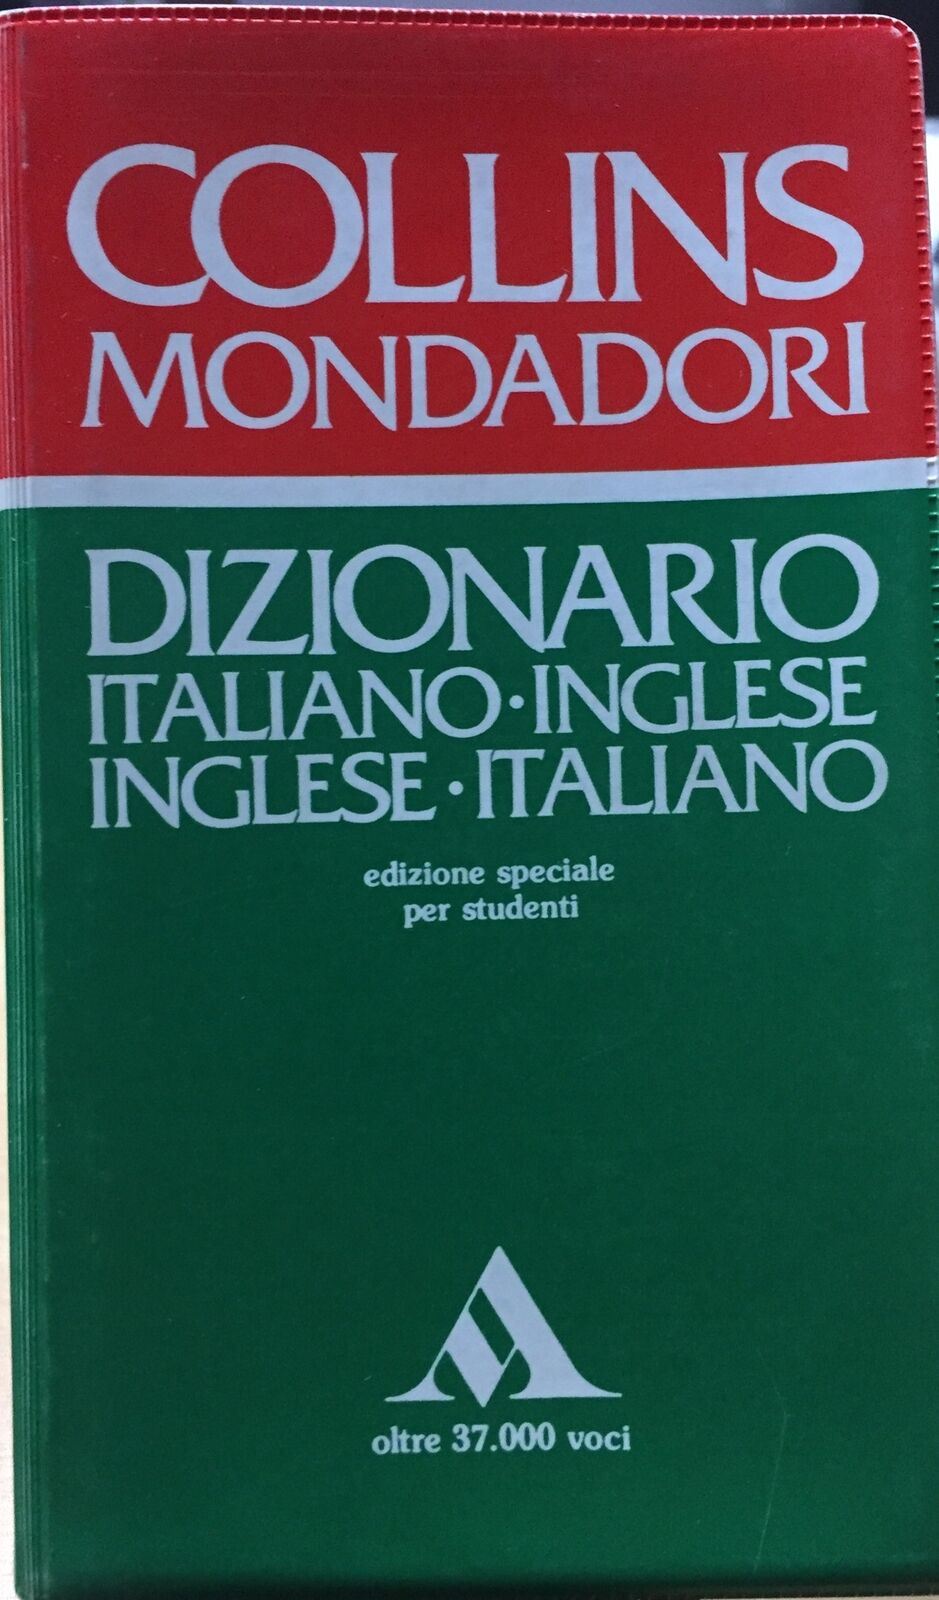 COLLINS
MONDADORI
DIZIONARIO
ITALIANO·INGLESE
INGLESE·ITALIANO
edizione speciale
per studenti
oltre 37.000 voci